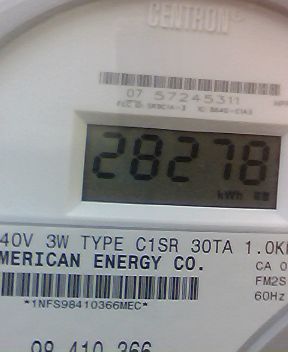 CENTRON
07 57245311
28278
kWh
40V 3W TYPE C1SR 30TA 1.0K
MERICAN ENERGY CO.
CA 0
FM2S
60Hz
*1NFS98410366MEC*
98 410 366